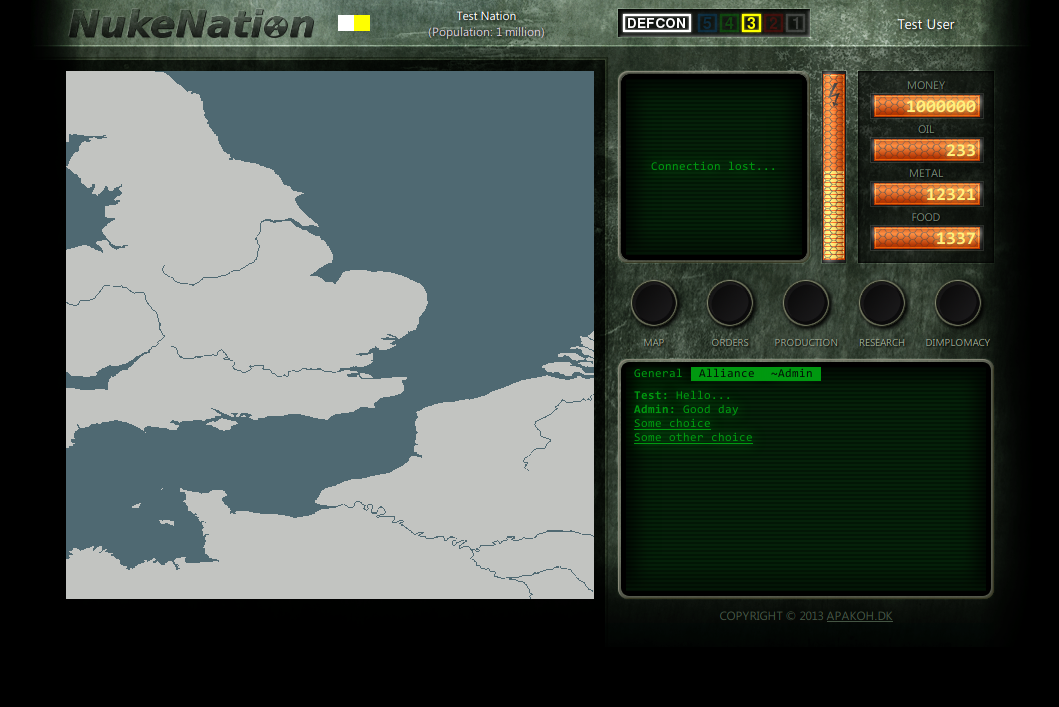 NukeNation
Test Nation
(Population: 1 million)
DEFCON 5 4 3 2 1
Test User
Connection lost...
MONEY
1000000
OIL
233
METAL
12321
FOOD
1337
MAP
ORDERS
PRODUCTION
RESEARCH
DIMPLOMACY
General Alliance ~Admin
Test: Hello...
Admin: Good day
Some choice
Some other choice
COPYRIGHT © 2013 APAKOH.DK